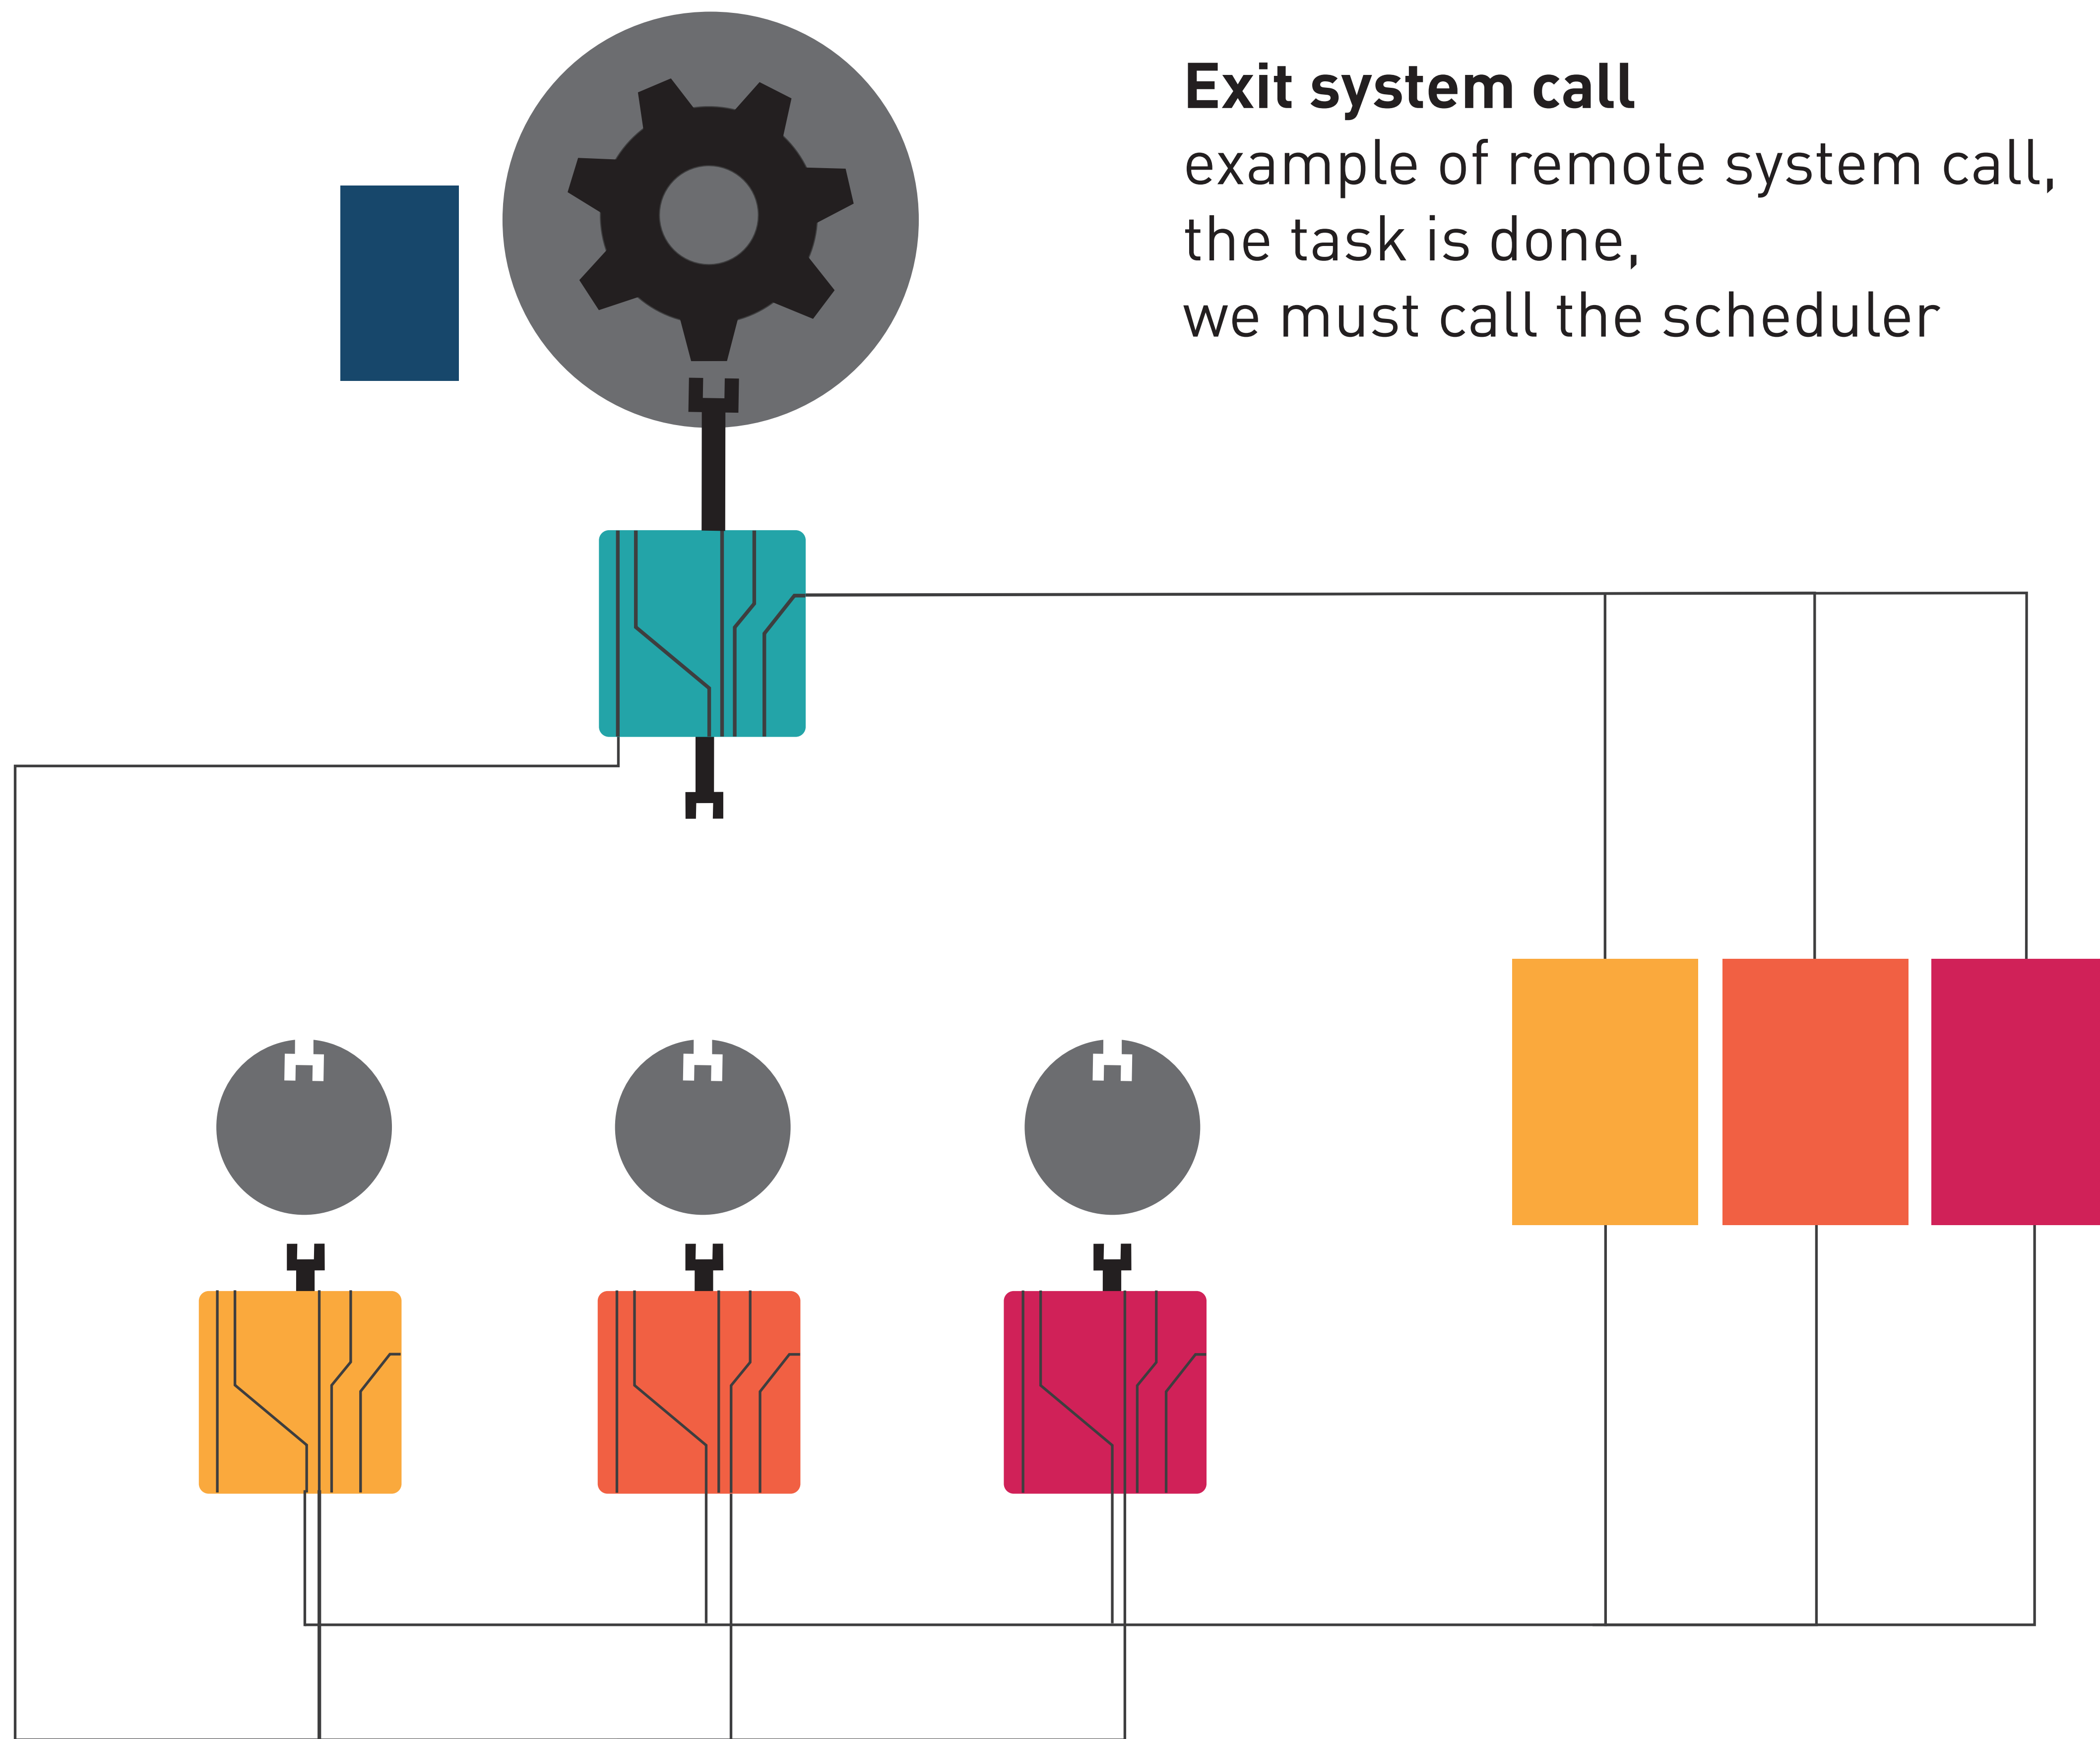 Exit system call
example of remote system call,
the task is done,
we must call the scheduler